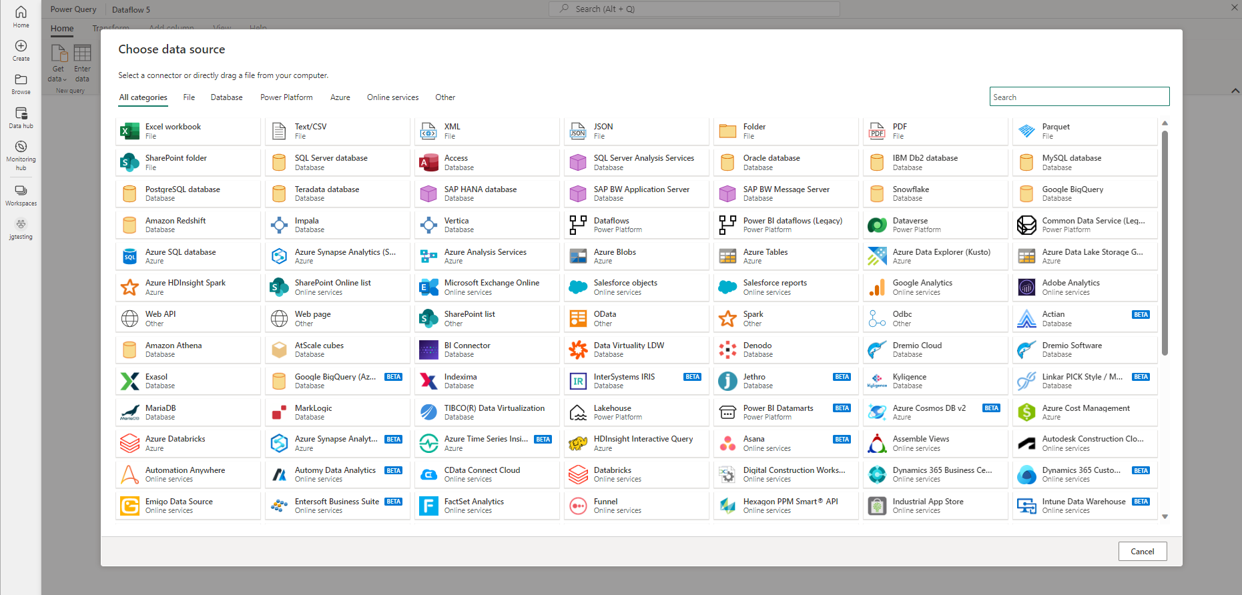 Power Query
Dataflow 5
Search (Alt + Q)
Home
Home
Transform
Add column
View
Help
Create
Get data
Enter data
New query
Browse
Data hub
Monitoring hub
Workspaces
jgtesting
Choose data source
Select a connector or directly drag a file from your computer.
All categories
File
Database
Power Platform
Azure
Online services
Other
Search
Excel workbook
File
Text/CSV
File
XML
File
JSON
File
Folder
File
PDF
File
Parquet
File
SharePoint folder
File
SQL Server database
Database
Access
Database
SQL Server Analysis Services
Database
Oracle database
Database
IBM Db2 database
Database
MySQL database
Database
PostgreSQL database
Database
Teradata database
Database
SAP HANA database
Database
SAP BW Application Server
Database
SAP BW Message Server
Database
Snowflake
Database
Google BigQuery
Database
Amazon Redshift
Database
Impala
Database
Vertica
Database
Dataflows
Power Platform
Power BI dataflows (Legacy)
Power Platform
Dataverse
Power Platform
Common Data Service (Leg...
Power Platform
Azure SQL database
Azure
Azure Synapse Analytics (S...
Azure
Azure Analysis Services
Azure
Azure Blobs
Azure
Azure Tables
Azure
Azure Data Explorer (Kusto)
Azure
Azure Data Lake Storage G...
Azure
Azure HDInsight Spark
Azure
SharePoint Online list
Online services
Microsoft Exchange Online
Online services
Salesforce objects
Online services
Salesforce reports
Online services
Google Analytics
Online services
Adobe Analytics
Online services
Web API
Other
Web page
Other
SharePoint list
Other
OData
Other
Spark
Other
Odbc
Other
Actian
Database
BETA
Amazon Athena
Database
AtScale cubes
Database
BI Connector
Database
Data Virtuality LDW
Database
Denodo
Database
Dremio Cloud
Database
Dremio Software
Database
Exasol
Database
Google BigQuery (Az...
Database
BETA
Indexima
Database
InterSystems IRIS
Database
BETA
Jethro
Database
BETA
Kyligence
Database
Linkar PICK Style / M...
Database
BETA
MariaDB
Database
MarkLogic
Database
TIBCO(R) Data Virtualization
Database
Lakehouse
Power Platform
Power BI Datamarts
Power Platform
BETA
Azure Cosmos DB v2
Azure
BETA
Azure Cost Management
Azure
Azure Databricks
Azure
Azure Synapse Analyt...
Azure
BETA
Azure Time Series Insi...
Azure
BETA
HDInsight Interactive Query
Azure
Asana
Online services
BETA
Assemble Views
Online services
Autodesk Construction Clo...
Online services
Automation Anywhere
Online services
Automy Data Analytics
Online services
BETA
CData Connect Cloud
Online services
Databricks
Online services
Digital Construction Works...
Online services
Dynamics 365 Business Ce...
Online services
Dynamics 365 Custo...
Online services
BETA
Emigo Data Source
Online services
Entersoft Business Suite
Online services
BETA
FactSet Analytics
Online services
Funnel
Online services
Hexagon PPM Smart® API
Online services
Industrial App Store
Online services
Intune Data Warehouse
Online services
BETA
Cancel